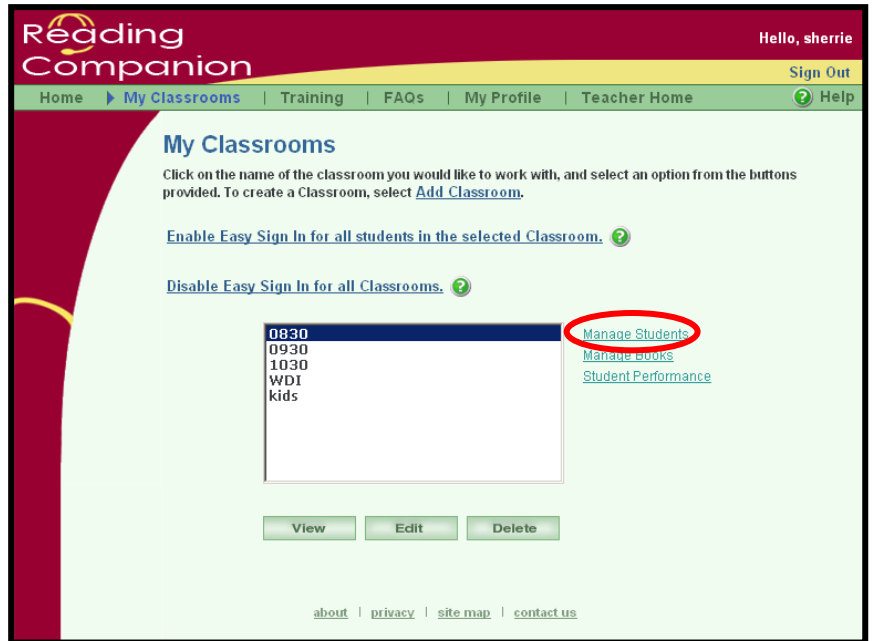 Reading
Companion
Hello, sherrie
Sign Out
Home My Classrooms | Training | FAQs | My Profile | Teacher Home ? Help
My Classrooms
Click on the name of the classroom you would like to work with, and select an option from the buttons
provided. To create a Classroom, select Add Classroom.
Enable Easy Sign In for all students in the selected Classroom. ?
Disable Easy Sign In for all Classrooms. ?
0830
0930
1030
WDI
kids
Manage Students
Manage Books
Student Performance
View Edit Delete
about | privacy | site map | contact us